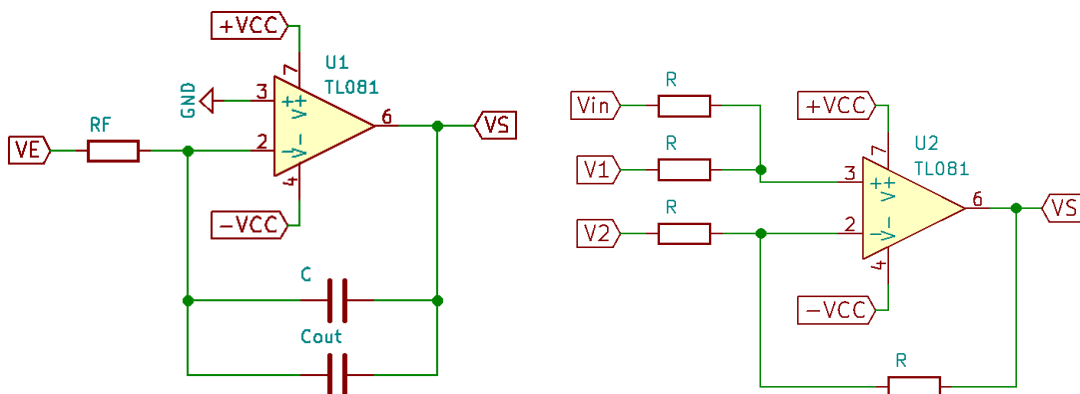 +VCC
U1
TL081
7
GND
3
+
V+
6
VS
VE
RF
2
-
V-
4
-VCC
C
Cout
R
Vin
+VCC
U2
TL081
R
7
V1
3
+
V+
R
6
VS
V2
2
-
V-
4
-VCC
R